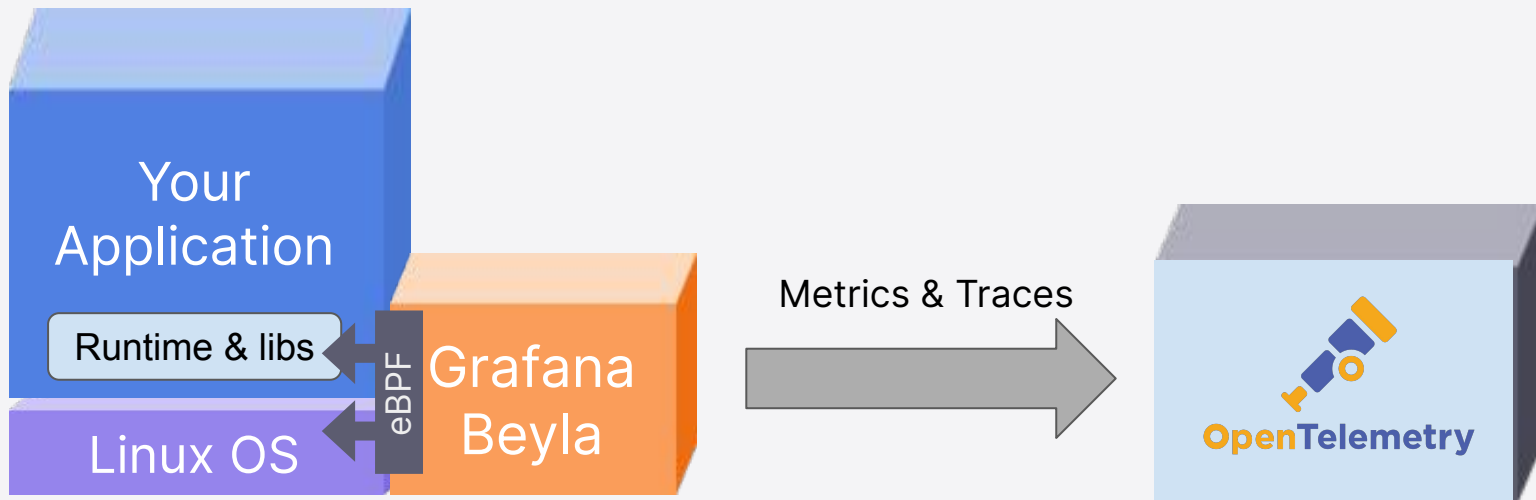 Your
Application
Runtime & libs
Linux OS
eBPF
Grafana
Beyla
Metrics & Traces
OpenTelemetry